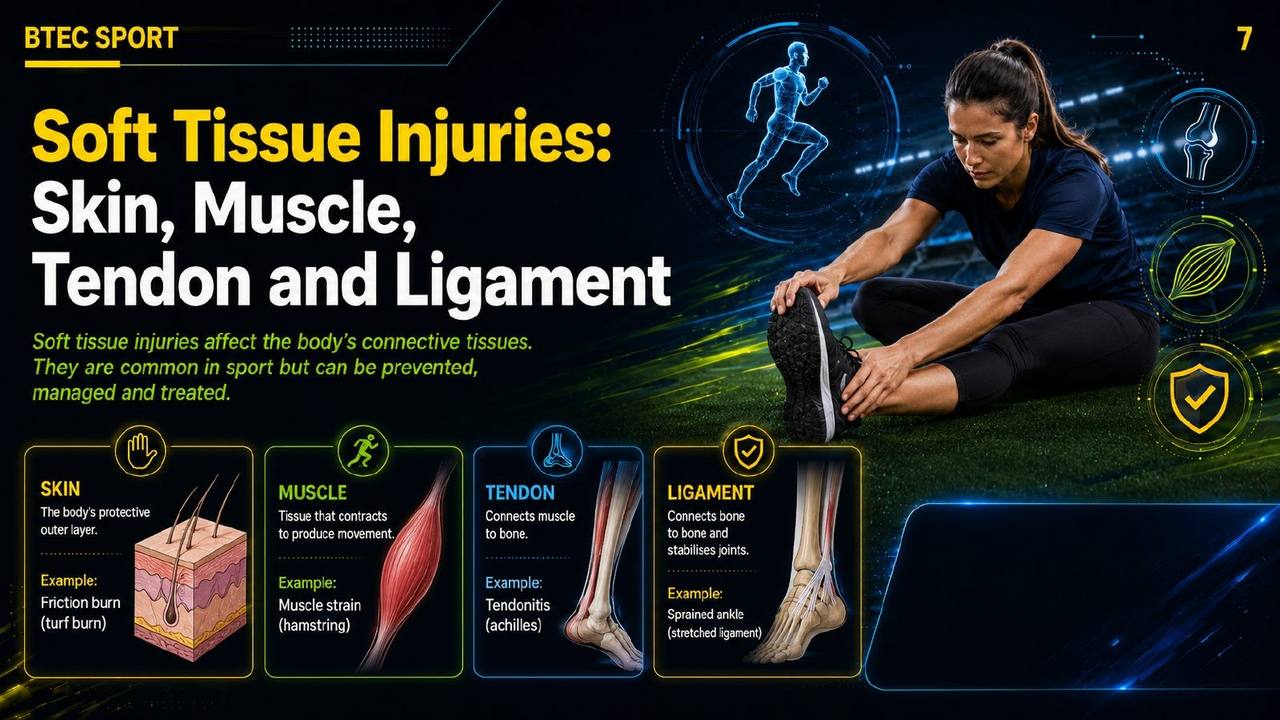 BTEC SPORT
7
Soft Tissue Injuries:
Skin, Muscle,
Tendon and Ligament
Soft tissue injuries affect the body's connective tissues.
They are common in sport but can be prevented,
managed and treated.
SKIN
The body's protective
outer layer.
Example:
Friction burn
(turf burn)
MUSCLE
Tissue that contracts
to produce movement.
Example:
Muscle strain
(hamstring)
TENDON
Connects muscle
to bone.
Example:
Tendonitis
(achilles)
LIGAMENT
Connects bone
to bone and
stabilises joints.
Example:
Sprained ankle
(stretched ligament)